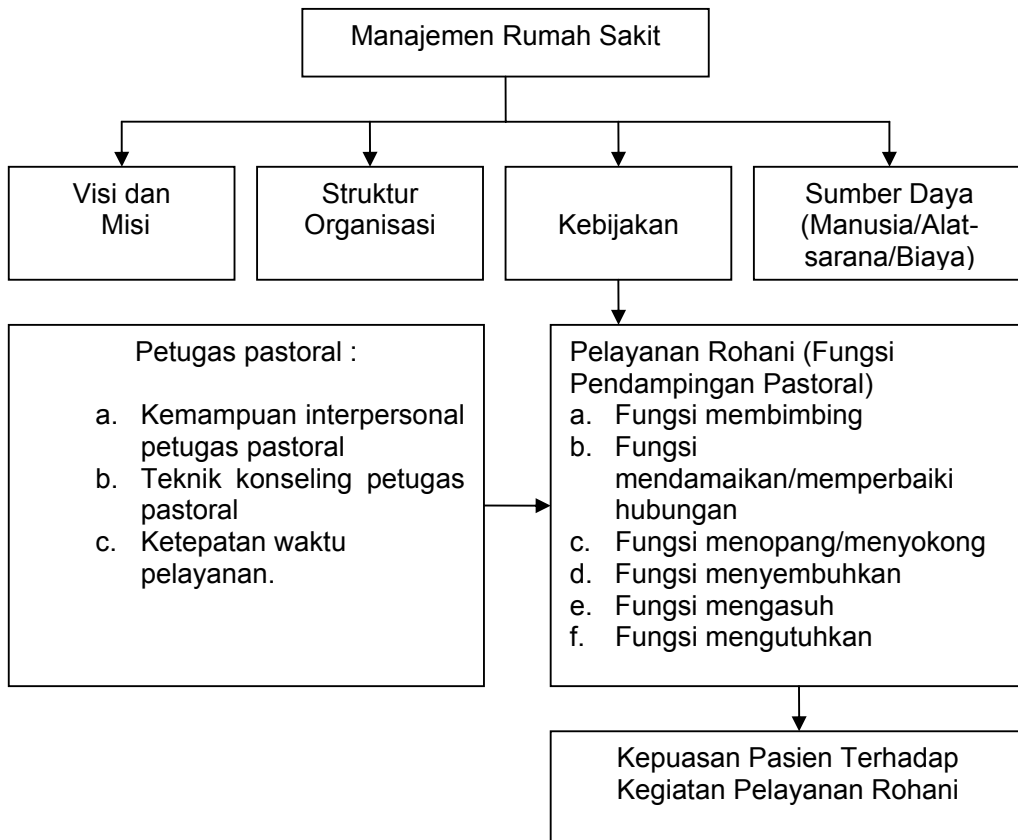 Manajemen Rumah Sakit
Visi dan
Misi
Struktur
Organisasi
Kebijakan
Sumber Daya
(Manusia/Alat-
sarana/Biaya)
Petugas pastoral :
a. Kemampuan interpersonal
petugas pastoral
b. Teknik konseling petugas
pastoral
c. Ketepatan waktu
pelayanan.
Pelayanan Rohani (Fungsi
Pendampingan Pastoral)
a. Fungsi membimbing
b. Fungsi
mendamaikan/memperbaiki
hubungan
c. Fungsi menopang/menyokong
d. Fungsi menyembuhkan
e. Fungsi mengasuh
f. Fungsi mengutuhkan
Kepuasan Pasien Terhadap
Kegiatan Pelayanan Rohani